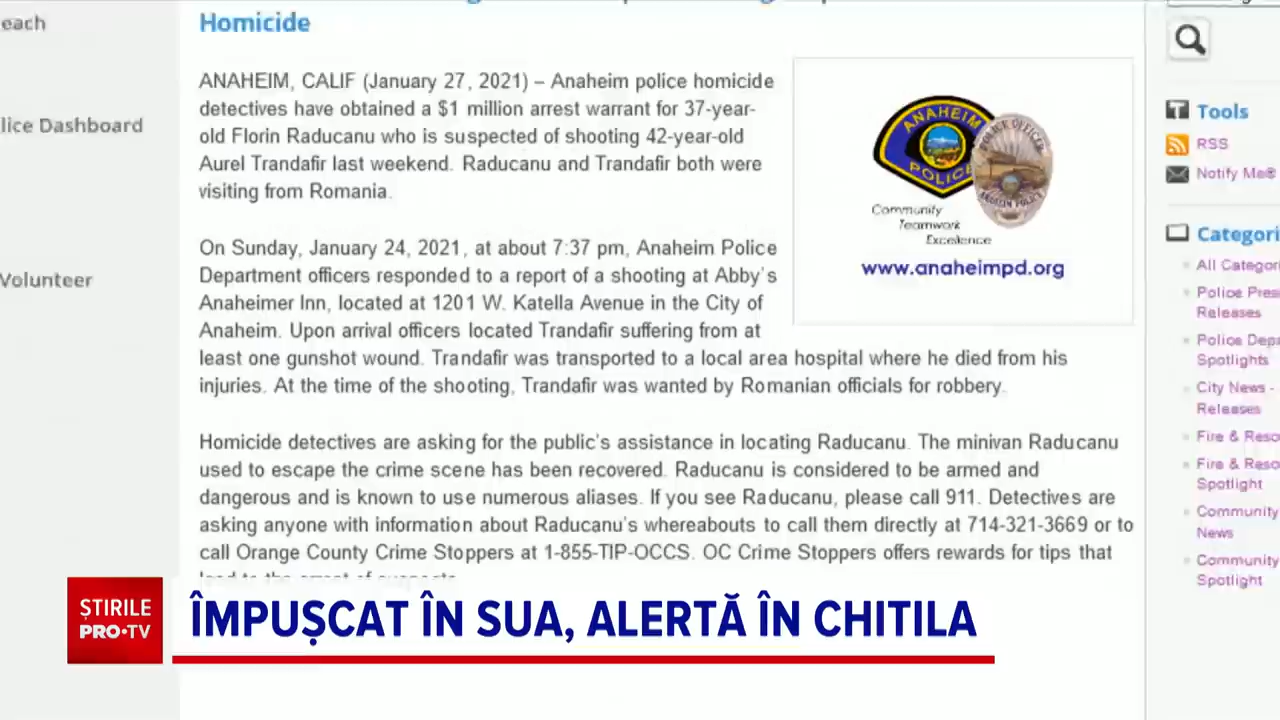 Homicide
each
lice Dashboard
Volunteer
ANAHEIM, CALIF (January 27, 2021) – Anaheim police homicide
detectives have obtained a $1 million arrest warrant for 37-year-
old Florin Raducanu who is suspected of shooting 42-year-old
Aurel Trandafir last weekend. Raducanu and Trandafir both were
visiting from Romania.
On Sunday, January 24, 2021, at about 7:37 pm, Anaheim Police
Department officers responded to a report of a shooting at Abby's
Anaheimer Inn, located at 1201 W. Katella Avenue in the City of
Anaheim. Upon arrival officers located Trandafir suffering from at
least one gunshot wound. Trandafir was transported to a local area hospital where he died from his
injuries. At the time of the shooting, Trandafir was wanted by Romanian officials for robbery.
Homicide detectives are asking for the public's assistance in locating Raducanu. The minivan Raducanu
used to escape the crime scene has been recovered. Raducanu is considered to be armed and
dangerous and is known to use numerous aliases. If you see Raducanu, please call 911. Detectives are
asking anyone with information about Raducanu's whereabouts to call them directly at 714-321-3669 or to
call Orange County Crime Stoppers at 1-855-TIP-OCCS. OC Crime Stoppers offers rewards for tips that
ANAHEIM
POLICE
POLICE OFFICER
ANAHEIM POLICE
Community
Teamwork
Excellence
www.anaheimpd.org
Tools
RSS
Notify Me®
Categori
All Categori
Police Pres
Releases
Police Depa
Spotlights
City News -
Releases
Fire & Resc
Fire & Resc
Spotlight
Community
News
Community
Spotlight
ȘTIRILE
PRO•TV
ÎMPUȘCAT ÎN SUA, ALERTĂ ÎN CHITILA